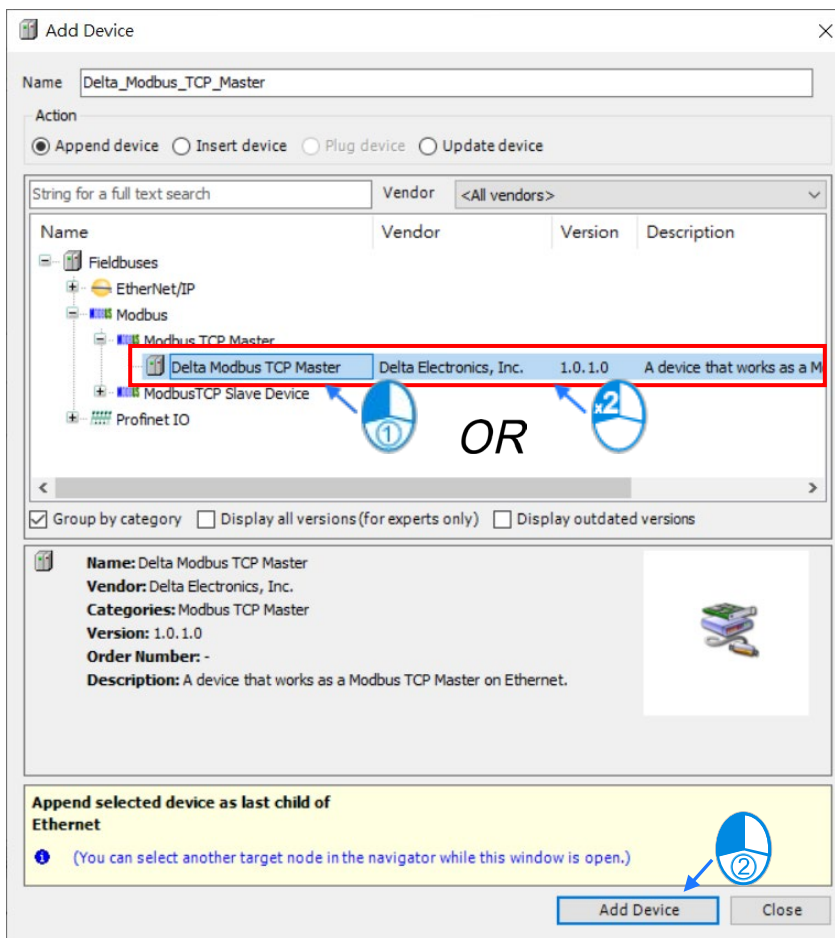 Add Device
Name Delta_Modbus_TCP_Master
Action
Append device Insert device Plug device Update device
String for a full text search Vendor <All vendors>
Name Vendor Version Description
Fieldbuses
EtherNet/IP
Modbus
Modbus TCP Master
Delta Modbus TCP Master Delta Electronics, Inc. 1.0.1.0 A device that works as a M
ModbusTCP Slave Device
x2
1
Profinet IO
OR
Group by category Display all versions (for experts only) Display outdated versions
Name: Delta Modbus TCP Master
Vendor: Delta Electronics, Inc.
Categories: Modbus TCP Master
Version: 1.0.1.0
Order Number: -
Description: A device that works as a Modbus TCP Master on Ethernet.
Append selected device as last child of
Ethernet
(You can select another target node in the navigator while this window is open.)
2
Add Device Close